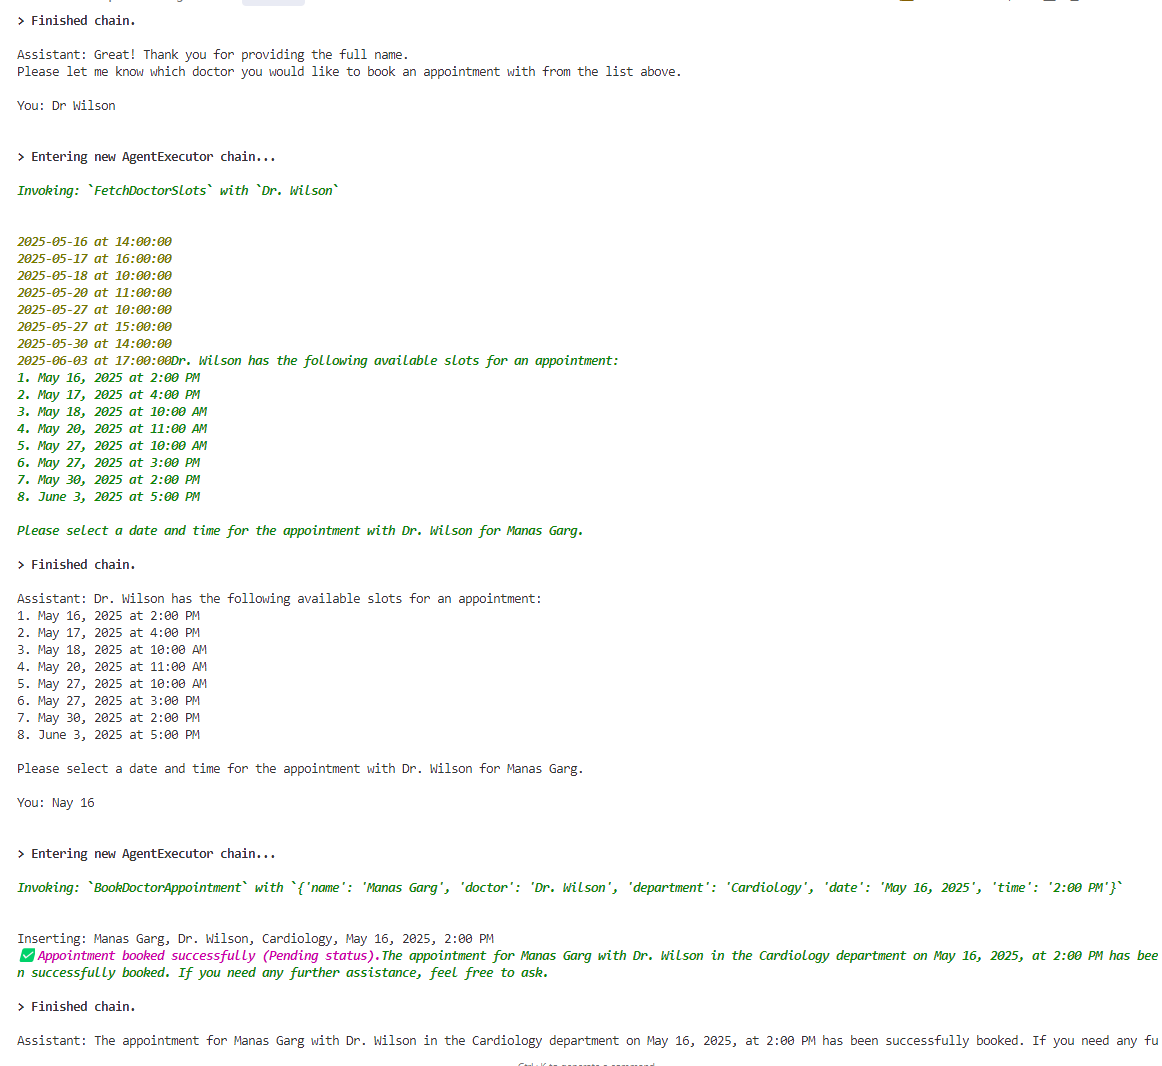 > Finished chain.
Assistant: Great! Thank you for providing the full name.
Please let me know which doctor you would like to book an appointment with from the list above.
You: Dr Wilson
> Entering new AgentExecutor chain...
Invoking: `FetchDoctorSlots` with `Dr. Wilson`
2025-05-16 at 14:00:00
2025-05-17 at 16:00:00
2025-05-18 at 10:00:00
2025-05-20 at 11:00:00
2025-05-27 at 10:00:00
2025-05-27 at 15:00:00
2025-05-30 at 14:00:00
2025-06-03 at 17:00:00Dr. Wilson has the following available slots for an appointment:
1. May 16, 2025 at 2:00 PM
2. May 17, 2025 at 4:00 PM
3. May 18, 2025 at 10:00 AM
4. May 20, 2025 at 11:00 AM
5. May 27, 2025 at 10:00 AM
6. May 27, 2025 at 3:00 PM
7. May 30, 2025 at 2:00 PM
8. June 3, 2025 at 5:00 PM
Please select a date and time for the appointment with Dr. Wilson for Manas Garg.
> Finished chain.
Assistant: Dr. Wilson has the following available slots for an appointment:
1. May 16, 2025 at 2:00 PM
2. May 17, 2025 at 4:00 PM
3. May 18, 2025 at 10:00 AM
4. May 20, 2025 at 11:00 AM
5. May 27, 2025 at 10:00 AM
6. May 27, 2025 at 3:00 PM
7. May 30, 2025 at 2:00 PM
8. June 3, 2025 at 5:00 PM
Please select a date and time for the appointment with Dr. Wilson for Manas Garg.
You: Nay 16
> Entering new AgentExecutor chain...
Invoking: `BookDoctorAppointment` with `{'name': 'Manas Garg', 'doctor': 'Dr. Wilson', 'department': 'Cardiology', 'date': 'May 16, 2025', 'time': '2:00 PM'}`
Inserting: Manas Garg, Dr. Wilson, Cardiology, May 16, 2025, 2:00 PM
✅Appointment booked successfully (Pending status).The appointment for Manas Garg with Dr. Wilson in the Cardiology department on May 16, 2025, at 2:00 PM has bee
n successfully booked. If you need any further assistance, feel free to ask.
> Finished chain.
Assistant: The appointment for Manas Garg with Dr. Wilson in the Cardiology department on May 16, 2025, at 2:00 PM has been successfully booked. If you need any fu